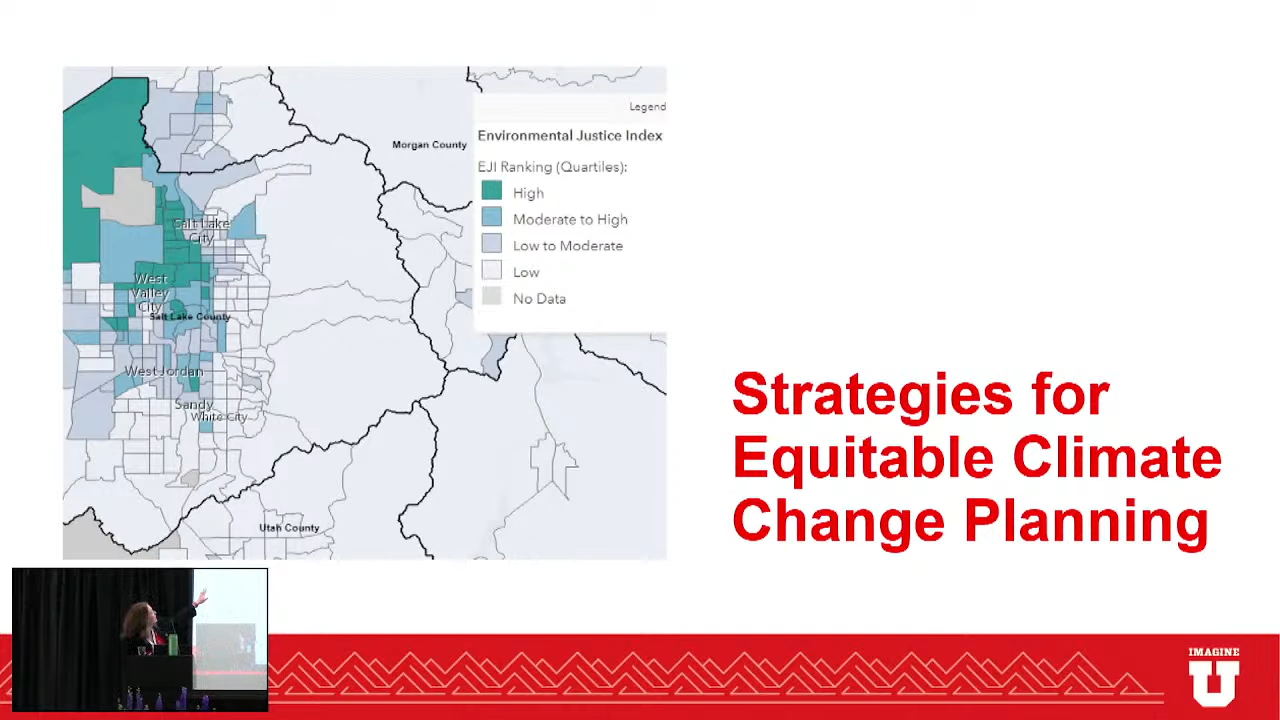 Legend
Environmental Justice Index
EJI Ranking (Quartiles):
High
Moderate to High
Low to Moderate
Low
No Data
Morgan County
Salt Lake
City
West
Valley
City
Salt Lake County
West Jordan
Sandy
White City
Utah County
Strategies for
Equitable Climate
Change Planning
IMAGINE
U